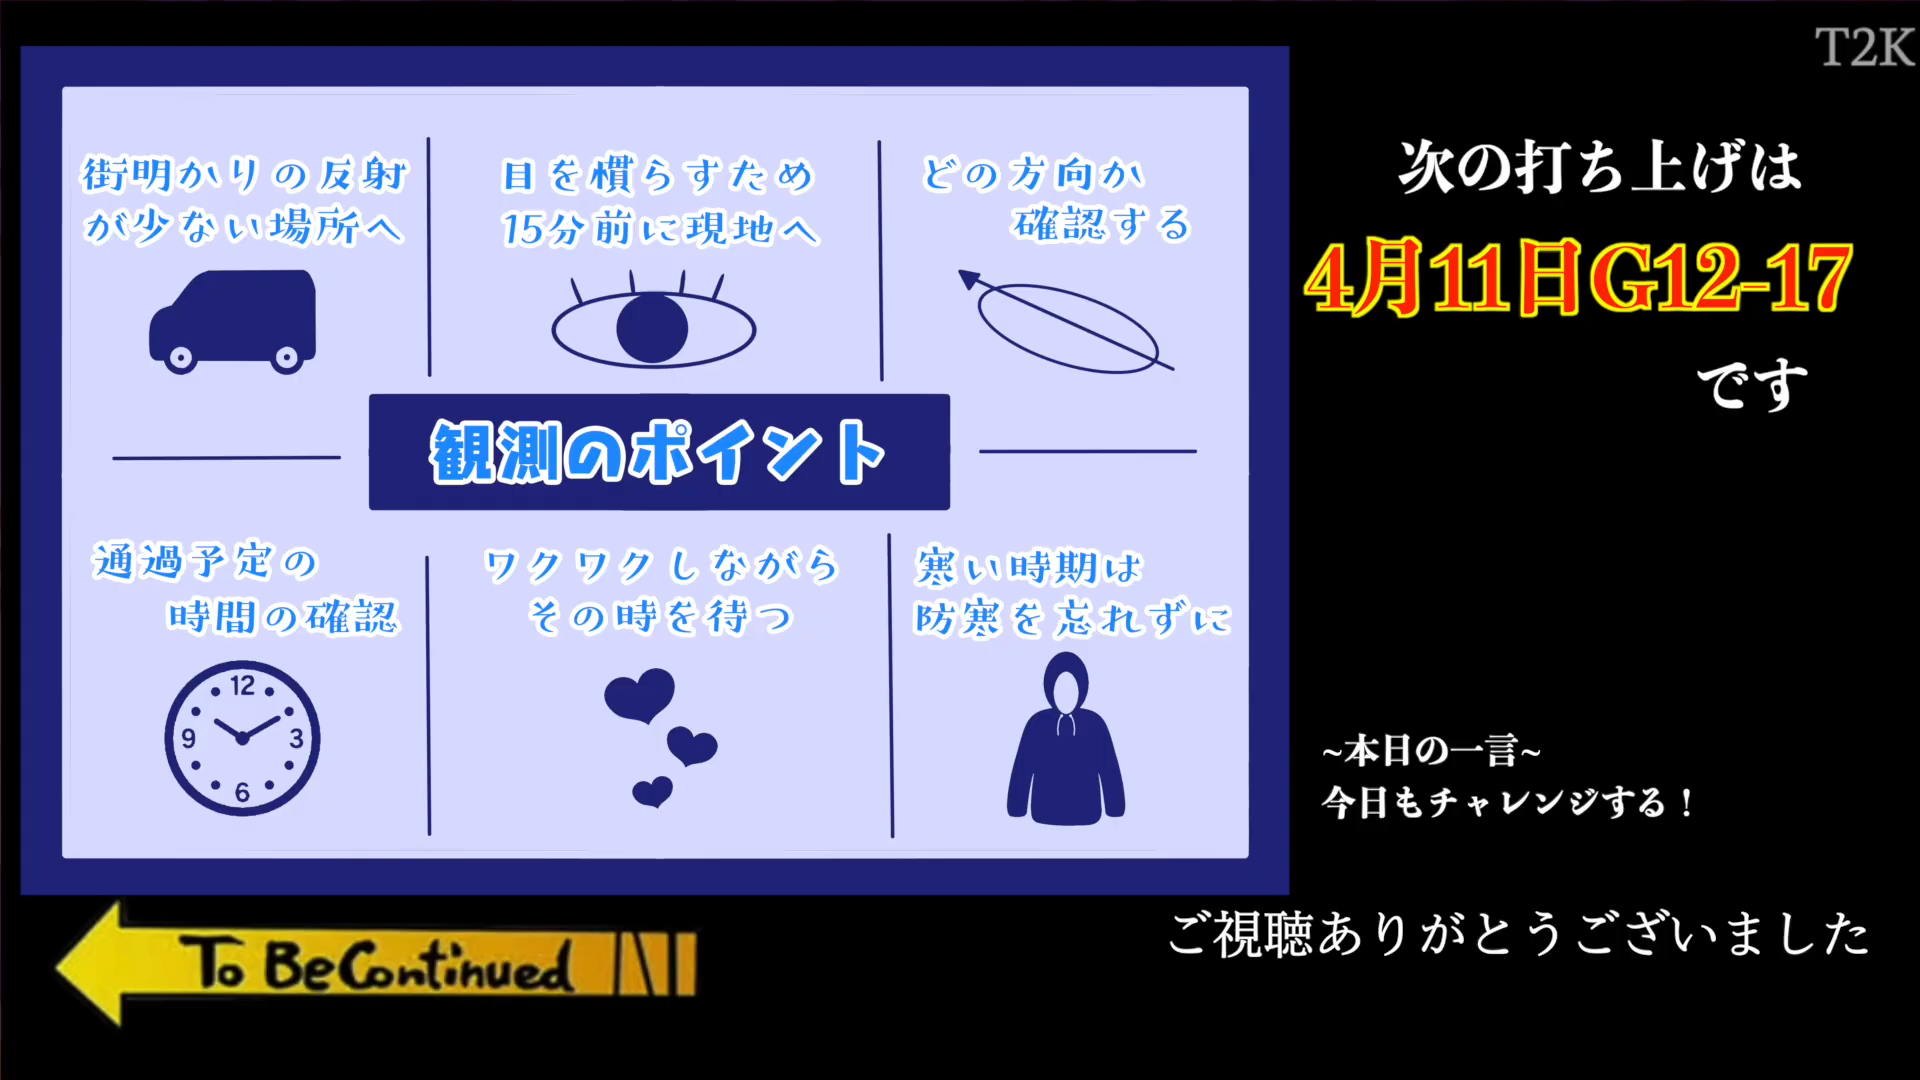 T2K
街明かりの反射
が少ない場所へ
目を慣らすため
15分前に現地へ
どの方向か
確認する
観測のポイント
通過予定の
時間の確認
12
9
3
6
ワクワクしながら
その時を待つ
寒い時期は
防寒を忘れずに
次の打ち上げは
4月11日G12-17
です
~本日の一言~
今日もチャレンジする！
ご視聴ありがとうございました
To Be Continued